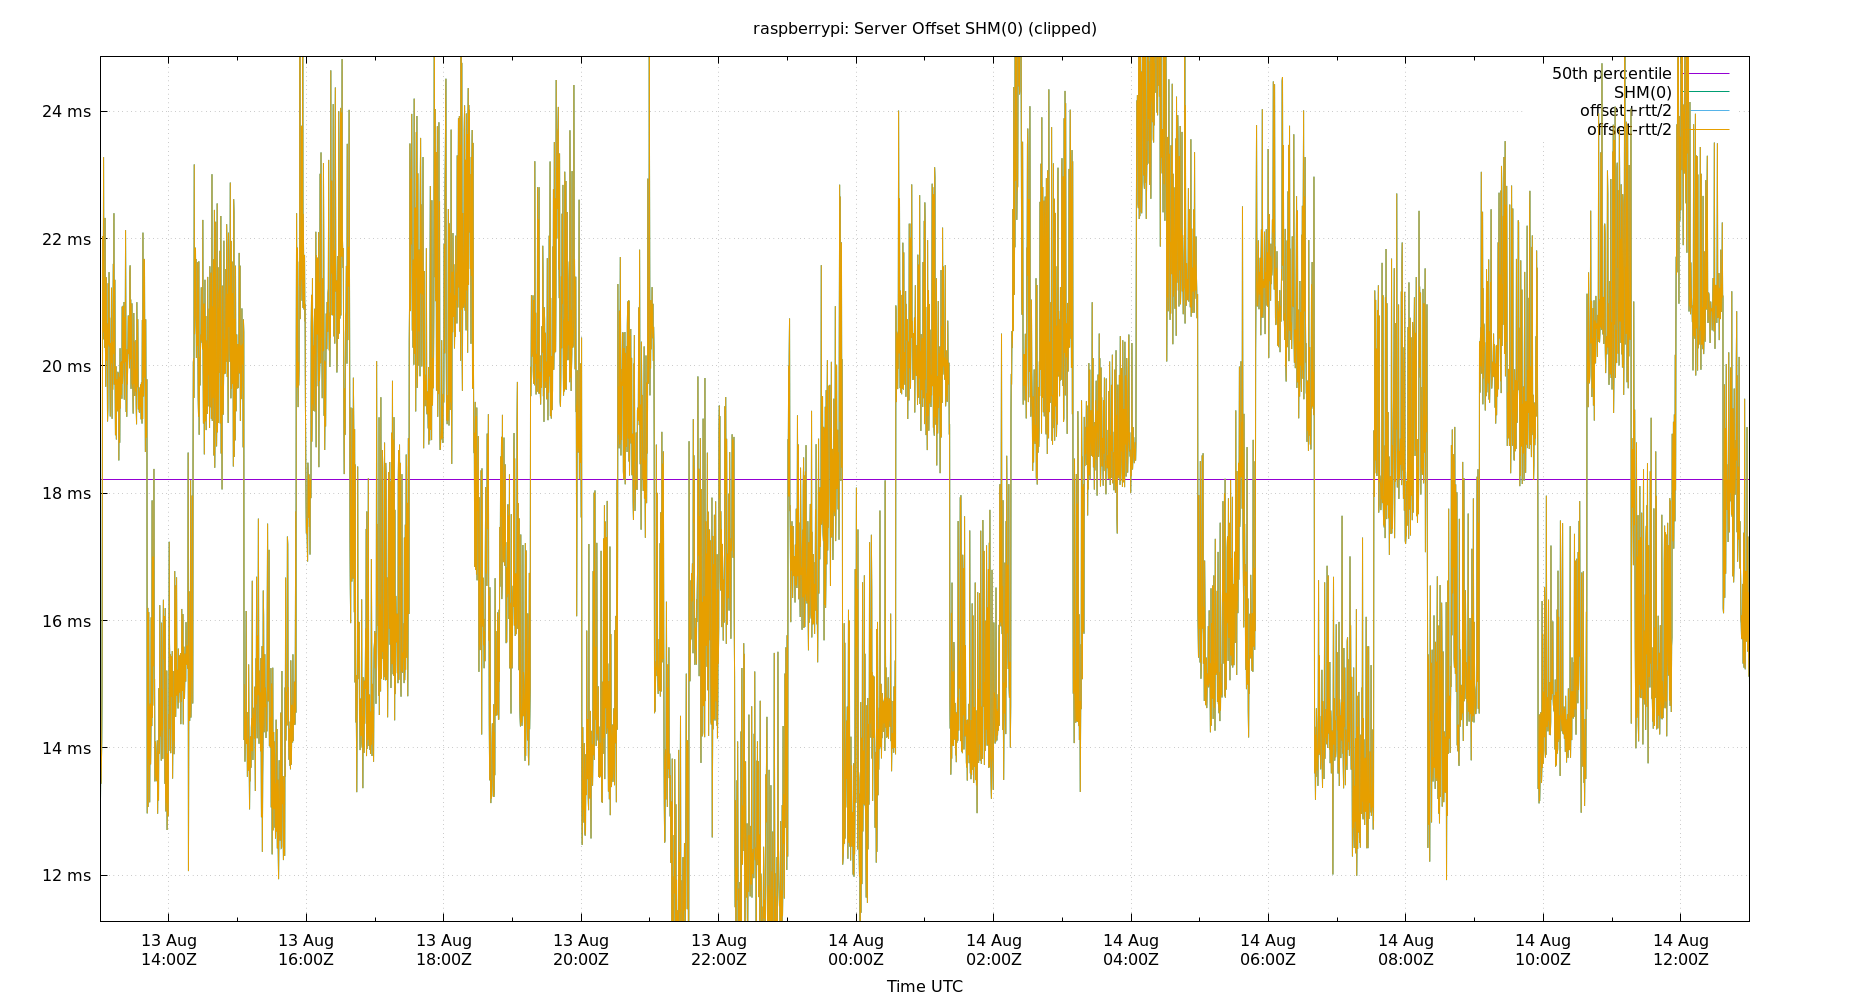 raspberrypi: Server Offset SHM(0) (clipped)
50th percentile
SHM(0)
offset+rtt/2
offset-rtt/2
24 ms
22 ms
20 ms
18 ms
16 ms
14 ms
12 ms
13 Aug 13 Aug 13 Aug 13 Aug 13 Aug 14 Aug 14 Aug 14 Aug 14 Aug 14 Aug 14 Aug 14 Aug
14:00Z 16:00Z 18:00Z 20:00Z 22:00Z 00:00Z 02:00Z 04:00Z 06:00Z 08:00Z 10:00Z 12:00Z
Time UTC